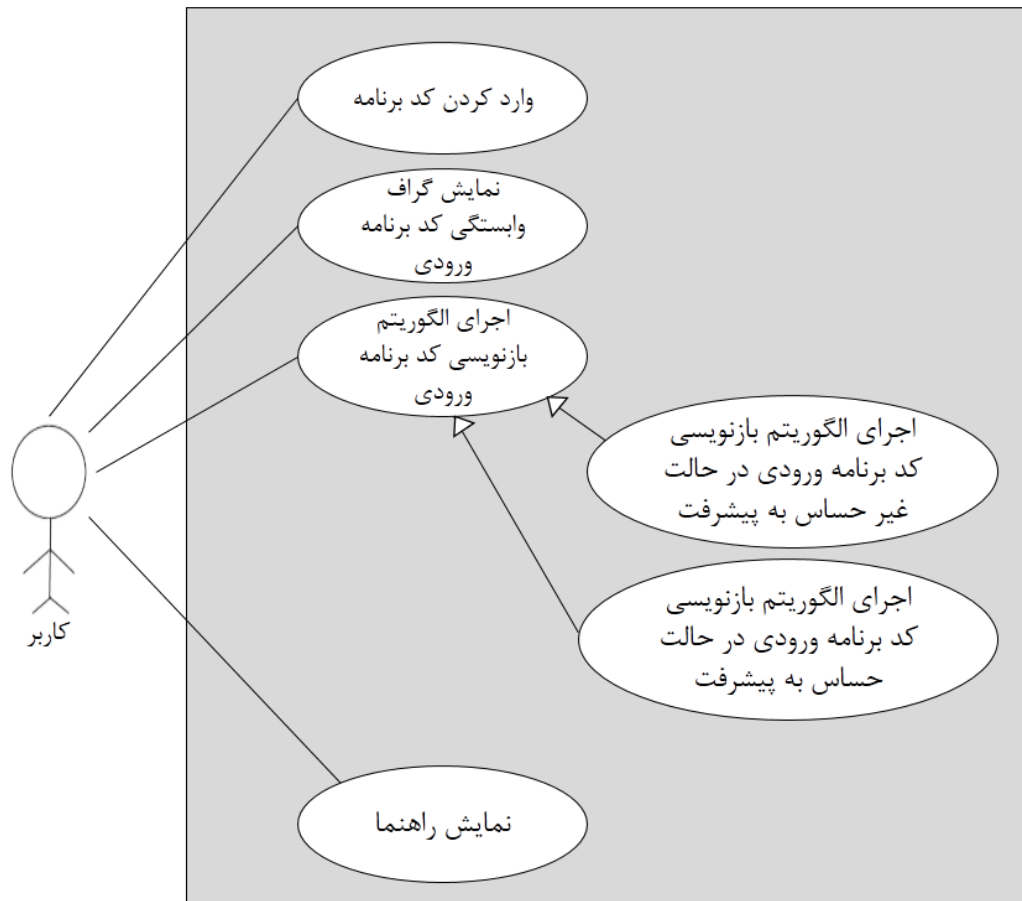 وارد کردن کد برنامه
نمایش گراف
وابستگی کد برنامه
ورودی
اجرای الگوریتم
بازنویسی کد برنامه
ورودی
اجرای الگوریتم بازنویسی
کد برنامه ورودی در حالت
غیر حساس به پیشرفت
اجرای الگوریتم بازنویسی
کد برنامه ورودی در حالت
حساس به پیشرفت
کاربر
نمایش راهنما